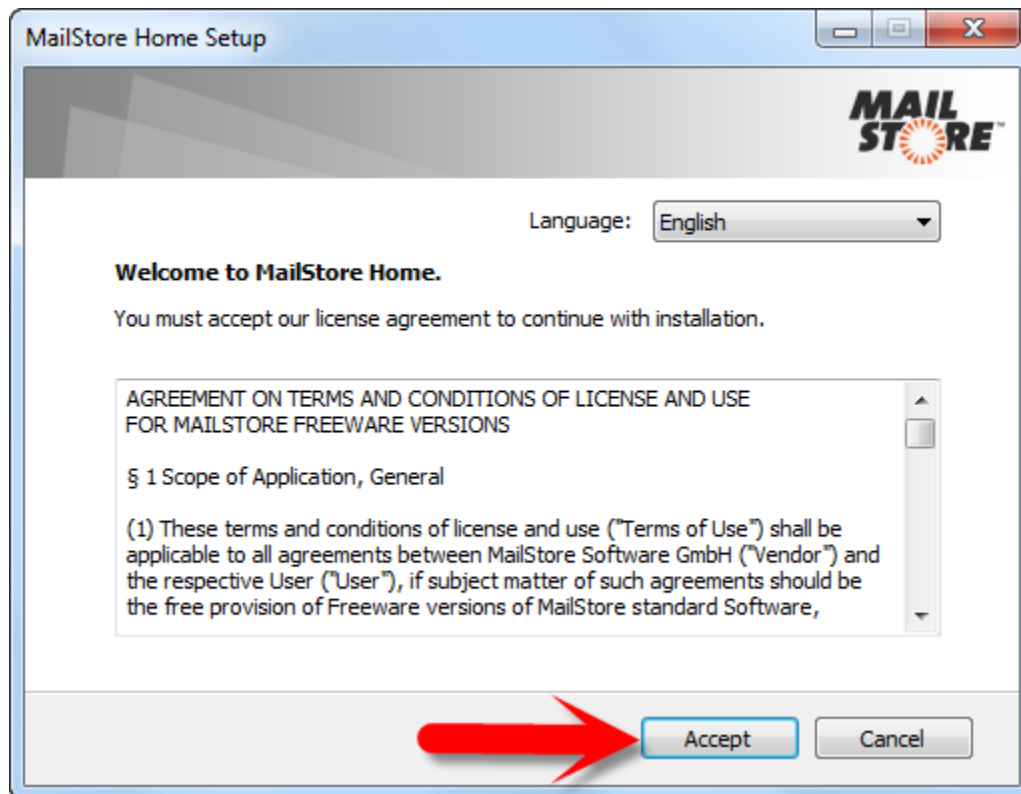 MailStore Home Setup
MAIL
STORE™
Language: English
Welcome to MailStore Home.
You must accept our license agreement to continue with installation.
AGREEMENT ON TERMS AND CONDITIONS OF LICENSE AND USE
FOR MAILSTORE FREEWARE VERSIONS
§ 1 Scope of Application, General
(1) These terms and conditions of license and use ("Terms of Use") shall be
applicable to all agreements between MailStore Software GmbH ("Vendor") and
the respective User ("User"), if subject matter of such agreements should be
the free provision of Freeware versions of MailStore standard Software,
Accept Cancel